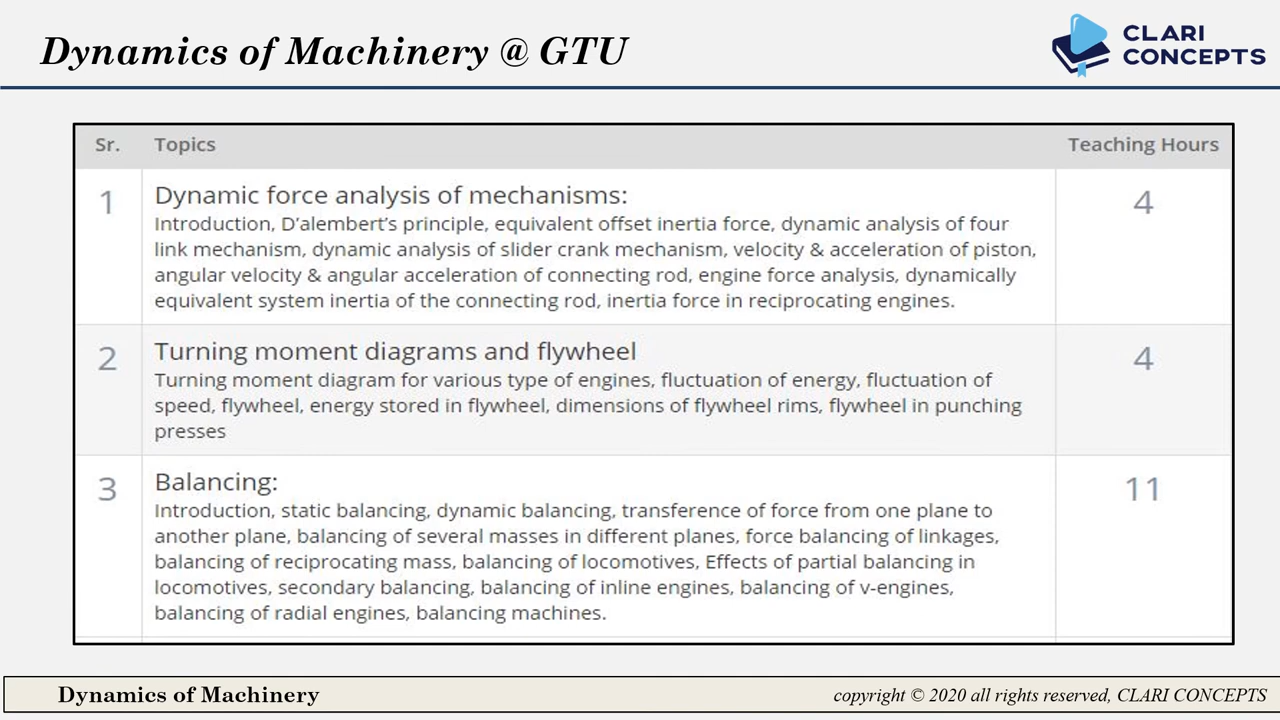 Dynamics of Machinery @ GTU
CLARI
CONCEPTS
Sr. Topics Teaching Hours
1 Dynamic force analysis of mechanisms: 4
Introduction, D'alembert's principle, equivalent offset inertia force, dynamic analysis of four
link mechanism, dynamic analysis of slider crank mechanism, velocity & acceleration of piston,
angular velocity & angular acceleration of connecting rod, engine force analysis, dynamically
equivalent system inertia of the connecting rod, inertia force in reciprocating engines.
2 Turning moment diagrams and flywheel 4
Turning moment diagram for various type of engines, fluctuation of energy, fluctuation of
speed, flywheel, energy stored in flywheel, dimensions of flywheel rims, flywheel in punching
presses
3 Balancing: 11
Introduction, static balancing, dynamic balancing, transference of force from one plane to
another plane, balancing of several masses in different planes, force balancing of linkages,
balancing of reciprocating mass, balancing of locomotives, Effects of partial balancing in
locomotives, secondary balancing, balancing of inline engines, balancing of v-engines,
balancing of radial engines, balancing machines.
Dynamics of Machinery
copyright © 2020 all rights reserved, CLARI CONCEPTS